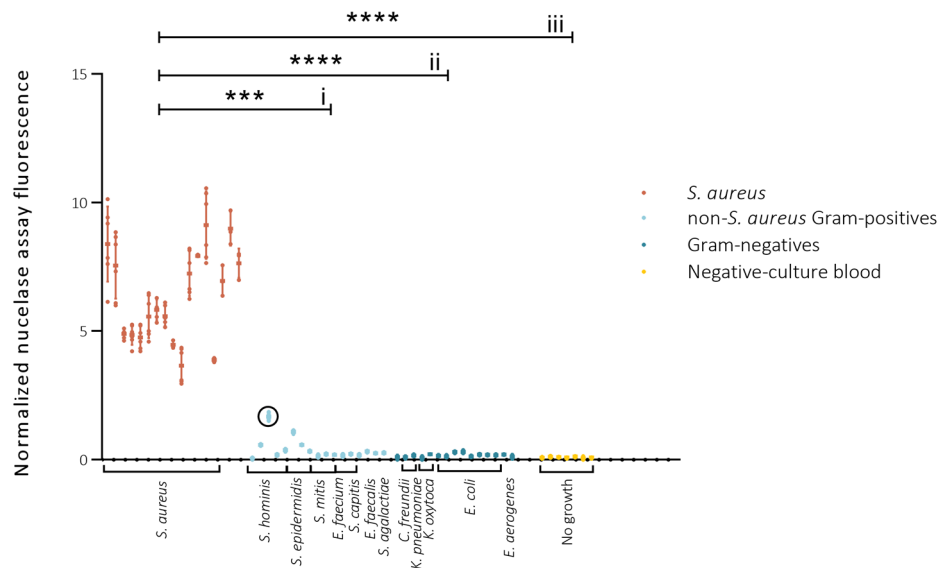 **** iii
**** ii
*** i
Normalized nucelase assay fluorescence
15
10
5
0
S. aureus
non-S. aureus Gram-positives
Gram-negatives
Negative-culture blood
S. aureus
S. hominis
S. epidermidis
S. mitis
E. faecium
S. capitis
E. faecalis
S. agalactiae
C. freundii
K. pneumoniae
K. oxytoca
E. coli
E. aerogenes
No growth